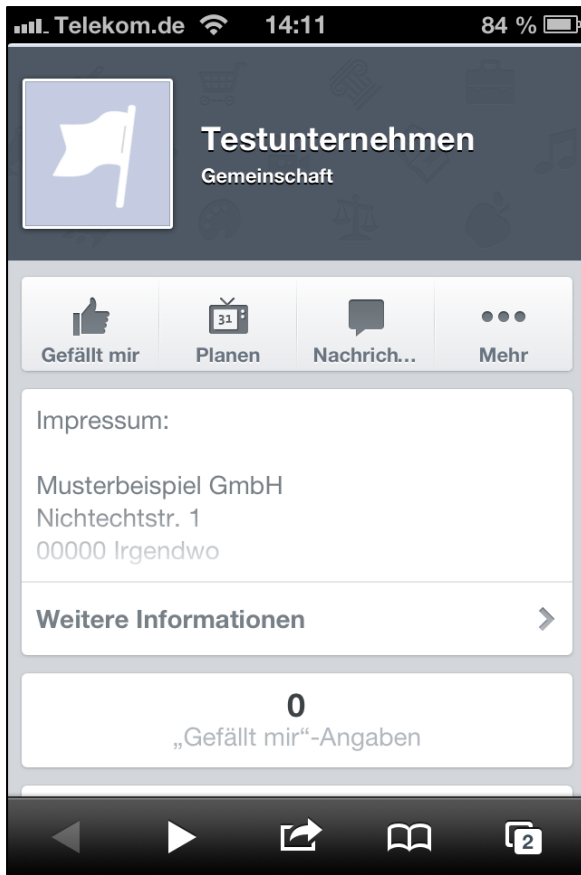 Telekom.de 14:11 84 %
Testunternehmen
Gemeinschaft
31
Gefällt mir Planen Nachrich... Mehr
Impressum:
Musterbeispiel GmbH
Nichtechtstr. 1
00000 Irgendwo
Weitere Informationen
0
„Gefällt mir“-Angaben
2